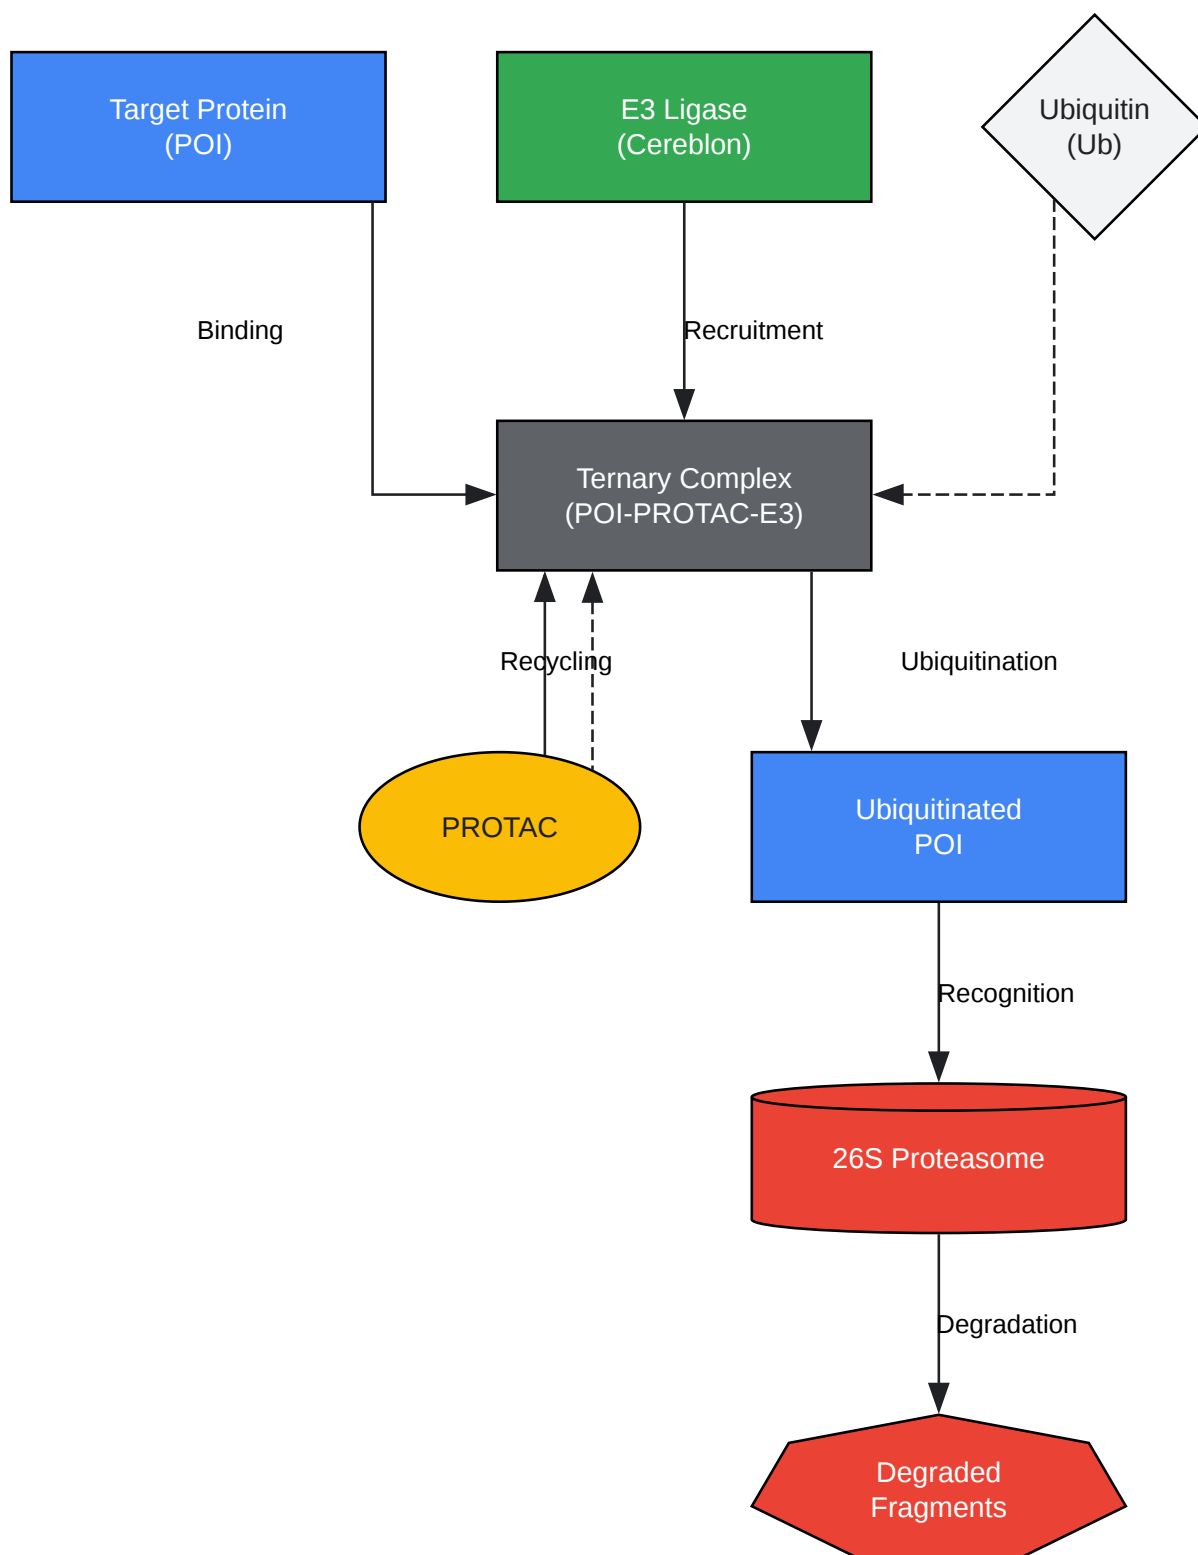 Target Protein
(POI)
E3 Ligase
(Cereblon)
Ubiquitin
(Ub)
Binding
Recruitment
Ternary Complex
(POI-PROTAC-E3)
Recycling
Ubiquitination
PROTAC
Ubiquitinated
POI
Recognition
26S Proteasome
Degradation
Degraded
Fragments